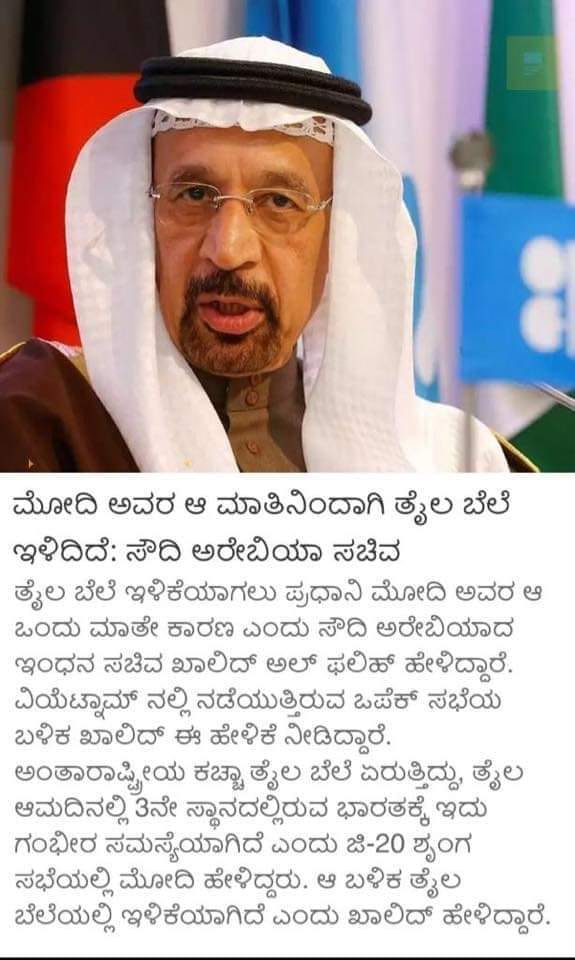 ಮೋದಿ ಅವರ ಆ ಮಾತಿನಿಂದಾಗಿ ತೈಲ ಬೆಲೆ
ಇಳಿದಿದೆ: ಸೌದಿ ಅರೇಬಿಯಾ ಸಚಿವ
ತೈಲ ಬೆಲೆ ಇಳಿಕೆಯಾಗಲು ಪ್ರಧಾನಿ ಮೋದಿ ಅವರ ಆ
ಒಂದು ಮಾತೇ ಕಾರಣ ಎಂದು ಸೌದಿ ಅರೇಬಿಯಾದ
ಇಂಧನ ಸಚಿವ ಖಾಲಿದ್ ಅಲ್ ಫಲಿಹ್ ಹೇಳಿದ್ದಾರೆ.
ವಿಯೆಟ್ನಾಮ್ ನಲ್ಲಿ ನಡೆಯುತ್ತಿರುವ ಒಪೆಕ್ ಸಭೆಯ
ಬಳಿಕ ಖಾಲಿದ್ ಈ ಹೇಳಿಕೆ ನೀಡಿದ್ದಾರೆ.
ಅಂತಾರಾಷ್ಟ್ರೀಯ ಕಚ್ಚಾ ತೈಲ ಬೆಲೆ ಏರುತ್ತಿದ್ದು, ತೈಲ
ಆಮದಿನಲ್ಲಿ 3ನೇ ಸ್ಥಾನದಲ್ಲಿರುವ ಭಾರತಕ್ಕೆ ಇದು
ಗಂಭೀರ ಸಮಸ್ಯೆಯಾಗಿದೆ ಎಂದು ಜಿ-20 ಶೃಂಗ
ಸಭೆಯಲ್ಲಿ ಮೋದಿ ಹೇಳಿದ್ದರು. ಆ ಬಳಿಕ ತೈಲ
ಬೆಲೆಯಲ್ಲಿ ಇಳಿಕೆಯಾಗಿದೆ ಎಂದು ಖಾಲಿದ್ ಹೇಳಿದ್ದಾರೆ.